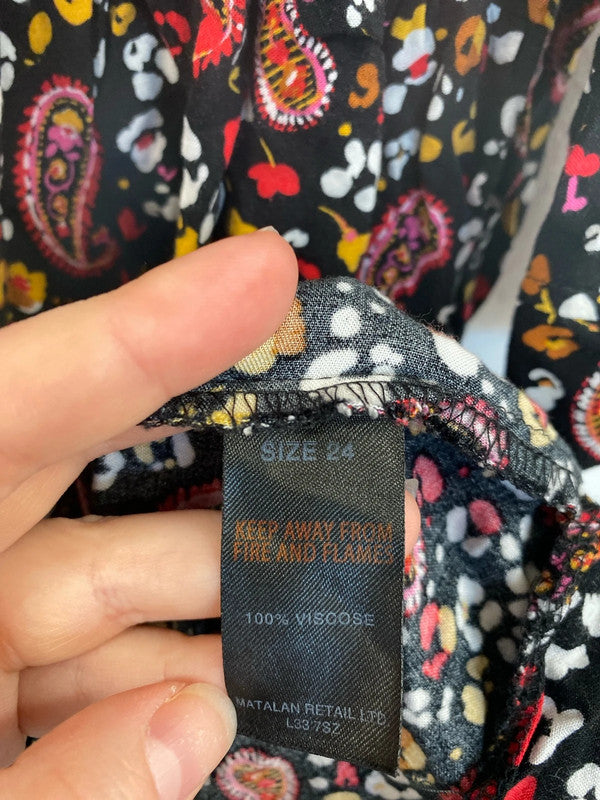 SIZE 24
KEEP AWAY FROM
FIRE AND FLAMES
100% VISCOSE
MATALAN RETAIL LTD
L33 7SZ